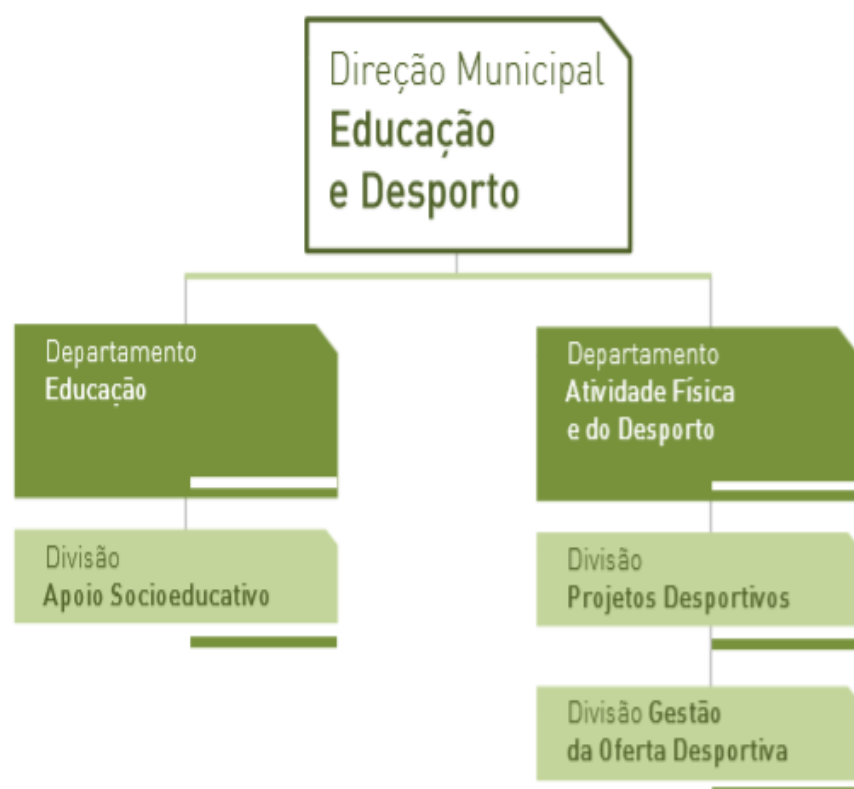 Direção Municipal
Educação
e Desporto
Departamento
Educação
Divisão
Apoio Socioeducativo
Departamento
Atividade Física
e do Desporto
Divisão
Projetos Desportivos
Divisão Gestão
da Oferta Desportiva